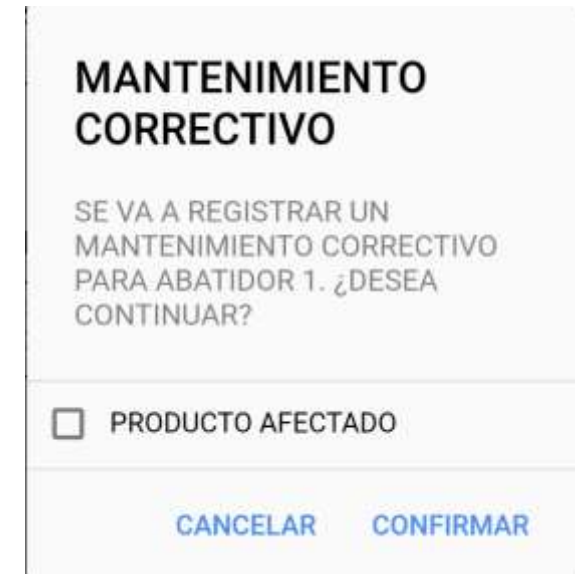 MANTENIMIENTO
CORRECTIVO
SE VA A REGISTRAR UN
MANTENIMIENTO CORRECTIVO
PARA ABATIDOR 1. ¿DESEA
CONTINUAR?
PRODUCTO AFECTADO
CANCELAR CONFIRMAR